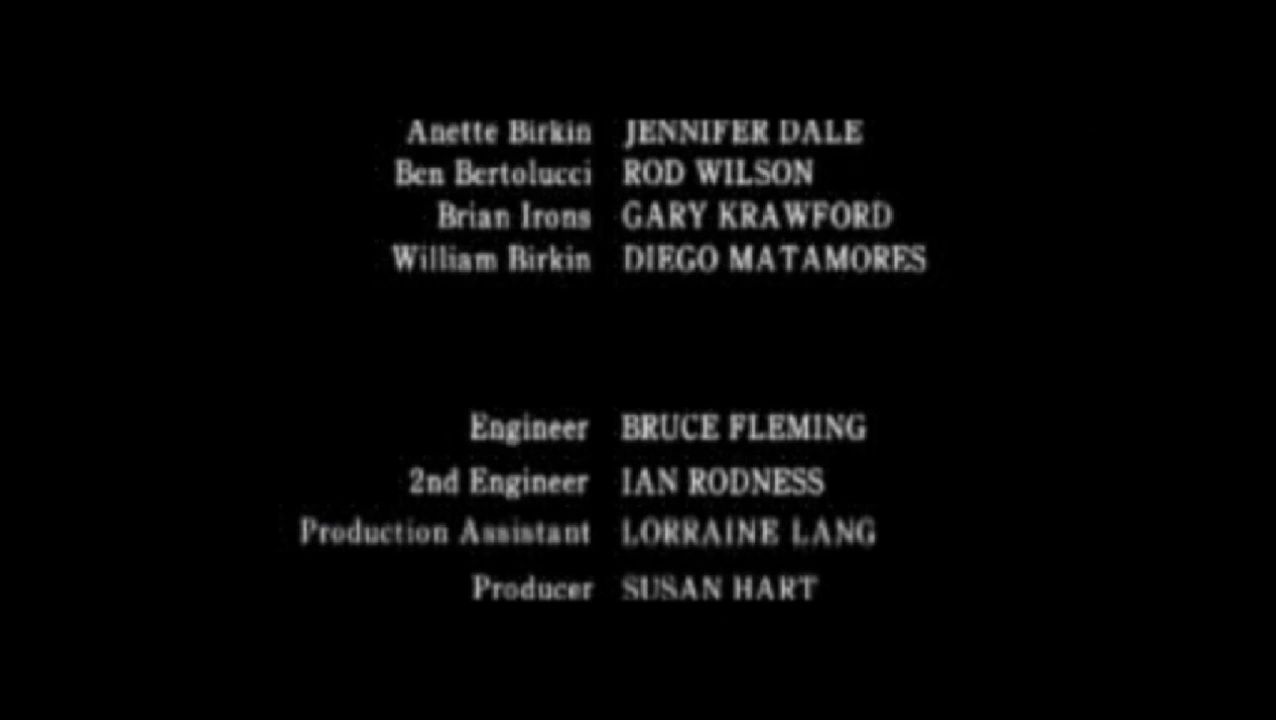 Anette Birkin JENNIFER DALE
Ben Bertolucci ROD WILSON
Brian Irons GARY KRAWFORD
William Birkin DIEGO MATAMORES
Engineer BRUCE FLEMING
2nd Engineer IAN RODNESS
Production Assistant LORRAINE LANG
Producer SUSAN HART